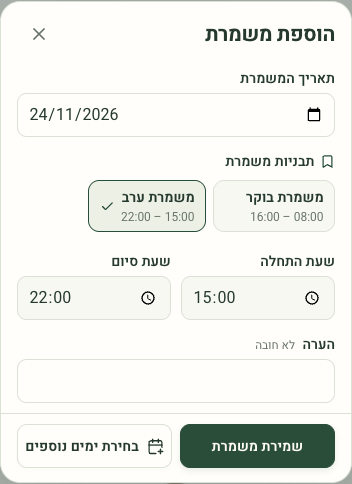 הוספת משמרת
תאריך המשמרת
24/11/2026
תבניות משמרת
משמרת בוקר
08:00 – 16:00
משמרת ערב
15:00 – 22:00
שעת התחלה
15:00
שעת סיום
22:00
הערה לא חובה
שמירת משמרת
בחירת ימים נוספים